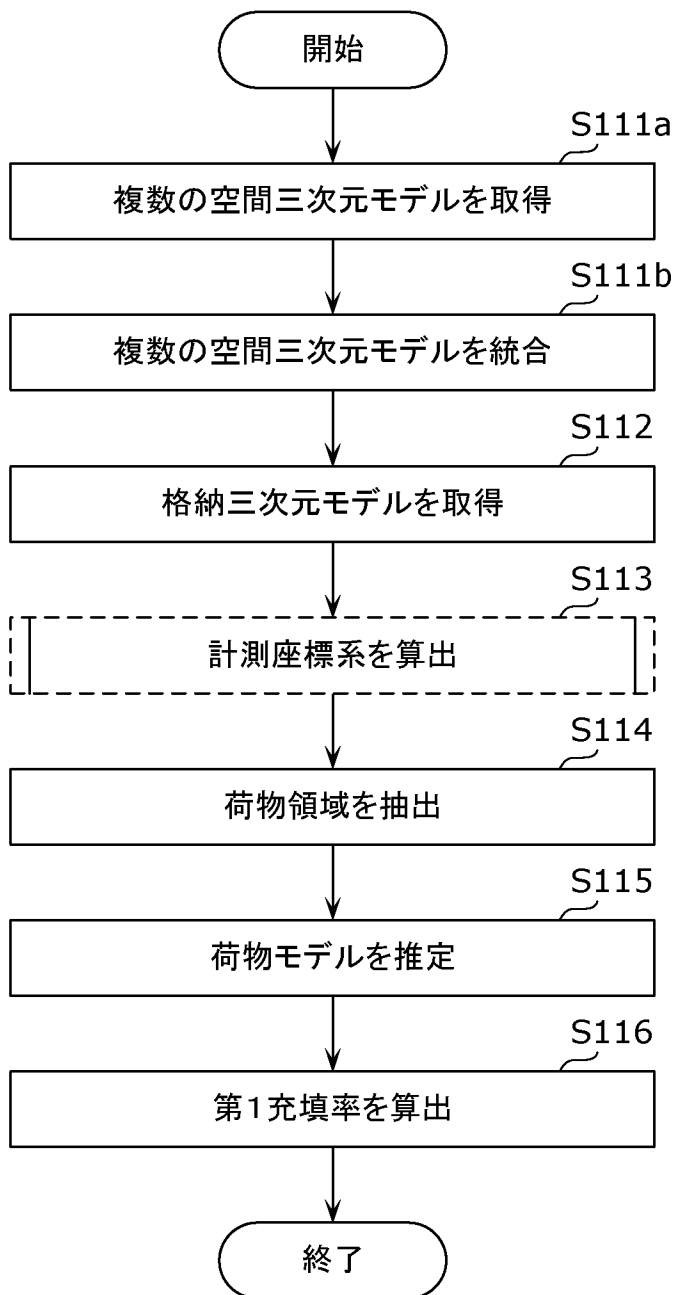 開始
S111a
複数の空間三次元モデルを取得
S111b
複数の空間三次元モデルを統合
S112
格納三次元モデルを取得
S113
計測座標系を算出
S114
荷物領域を抽出
S115
荷物モデルを推定
S116
第1充填率を算出
終了